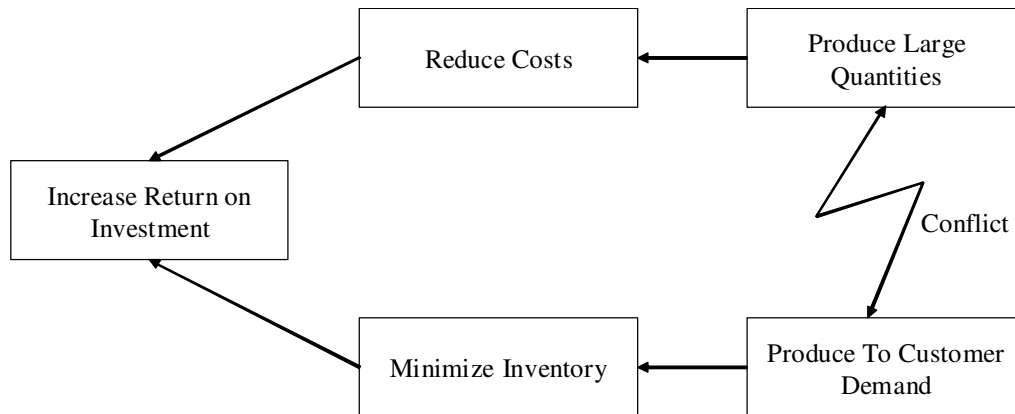 Reduce Costs
Produce Large
Quantities
Increase Return on
Investment
Conflict
Minimize Inventory
Produce To Customer
Demand